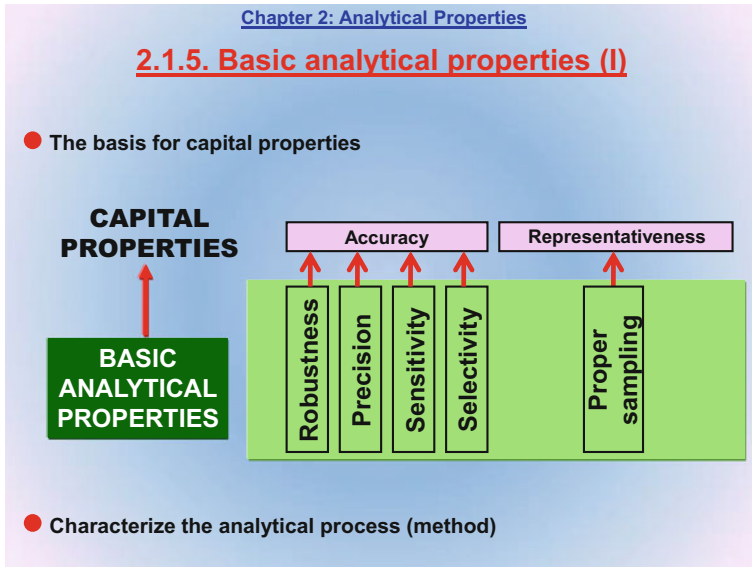 Chapter 2: Analytical Properties
2.1.5. Basic analytical properties (I)
The basis for capital properties
CAPITAL
PROPERTIES
Accuracy
Representativeness
BASIC
ANALYTICAL
PROPERTIES
Robustness
Precision
Sensitivity
Selectivity
Proper
sampling
Characterize the analytical process (method)